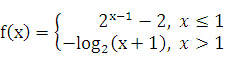 f(x) = { 2^{x−1} − 2, x ≤ 1
−log₂(x + 1), x > 1